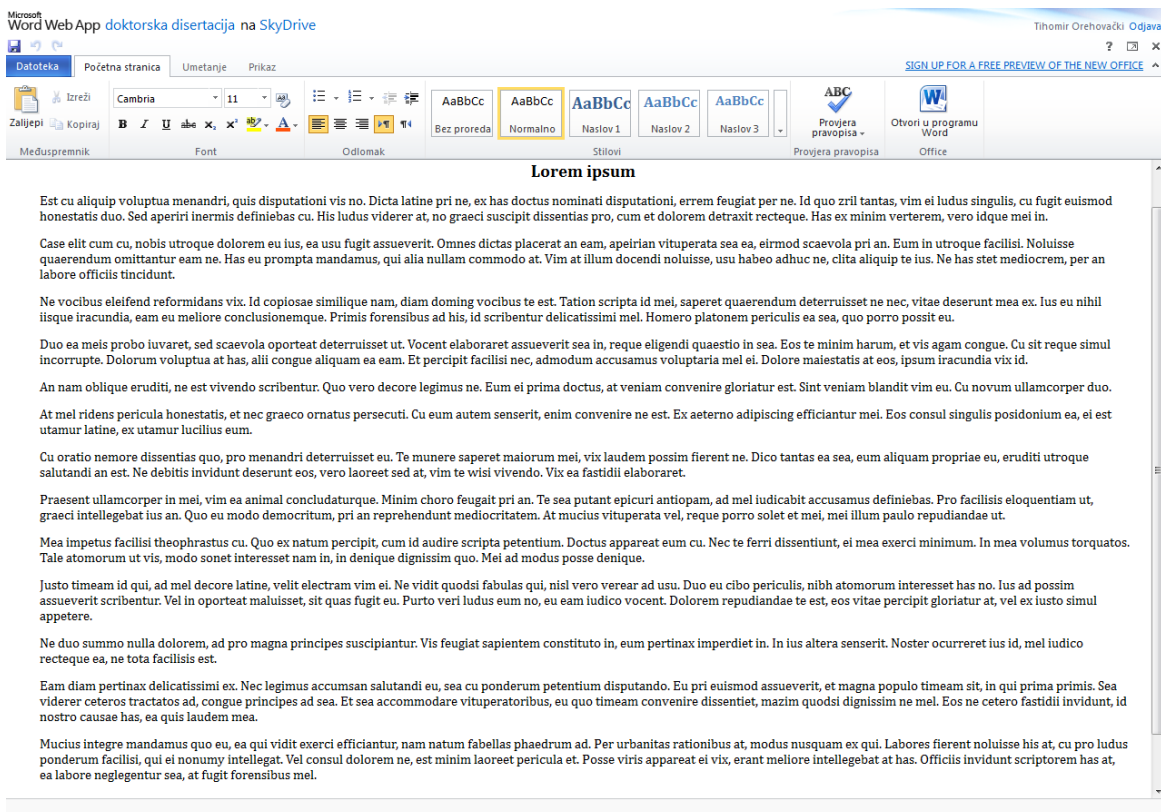 Microsoft
Word Web App doktorska disertacija na SkyDrive
Tihomir Orehovački Odjava
Datoteka Početna stranica Umetanje Prikaz
SIGN UP FOR A FREE PREVIEW OF THE NEW OFFICE
Zalijepi Izreži Kopiraj
Međuspremnik
Cambria 11
B I U abc x₂ x² aby A
Font
Odlomak
AaBbCc AaBbCc AaBbCc AaBbCc AaBbCc
Bez proreda Normalno Naslov 1 Naslov 2 Naslov 3
Stilovi
ABC
Provjera
pravopisa
Provjera pravopisa
Otvori u programu
Word
Office
Lorem ipsum
Est cu aliquip voluptua menandri, quis disputationi vis no. Dicta latine pri ne, ex has doctus nominati disputationi, errem feugiat per ne. Id quo zril tantas, vim ei ludus singulis, cu fugit euismod
honestatis duo. Sed aperiri inermis definiebas cu. His ludus viderer at, no graeci suscipit dissentias pro, cum et dolorem detraxit recteque. Has ex minim verterem, vero idque mei in.
Case elit cum cu, nobis utroque dolorem eu ius, ea usu fugit assueverit. Omnes dictas placerat an eam, apeirian vituperata sea ea, eirmod scaevola pri an. Eum in utroque facilisi. Noluisse
quaerendum omittantur eam ne. Has eu prompta mandamus, qui alia nullam commodo at. Vim at illum docendi noluisse, usu habeo adhuc ne, clita aliquip te ius. Ne has stet mediocrem, per an
labore officiis tincidunt.
Ne vocibus eleifend reformidans vix. Id copiosae similique nam, diam doming vocibus te est. Tation scripta id mei, saperet quaerendum deterruisset ne nec, vitae deserunt mea ex. Ius eu nihil
iisque iracundia, eam eu meliore conclusionemque. Primis forensibus ad his, id scribentur delicatissimi mel. Homero platonem periculis ea sea, quo porro possit eu.
Duo ea meis probo iuvaret, sed scaevola oporteat deterruisset ut. Vocent elaboraret assueverit sea in, reque eligendi quaestio in sea. Eos te minim harum, et vis agam congue. Cu sit reque simul
incorrupte. Dolorum voluptua at has, alii congue aliquam ea eam. Et percipit facilisi nec, admodum accusamus voluptaria mel ei. Dolore maiestatis at eos, ipsum iracundia vix id.
An nam oblique eruditi, ne est vivendo scribentur. Quo vero decore legimus ne. Eum ei prima doctus, at veniam convenire gloriatur est. Sint veniam blandit vim eu. Cu novum ullamcorper duo.
At mel ridens pericula honestatis, et nec graeco ornatus persecuti. Cu eum autem senserit, enim convenire ne est. Ex aeterno adipiscing efficiantur mei. Eos consul singulis posidonium ea, ei est
utamur latine, ex utamur lucilius eum.
Cu oratio nemore dissentias quo, pro menandri deterruisset eu. Te munere saperet maiorum mei, vix laudem possim fierent ne. Dico tantas ea sea, eum aliquam propriae eu, eruditi utroque
salutandi an est. Ne debitis invidunt deserunt eos, vero laoreet sed at, vim te wisi vivendo. Vix ea fastidii elaboraret.
Praesent ullamcorper in mei, vim ea animal concludaturque. Minim choro feugait pri an. Te sea putant epicuri antiopam, ad mel iudicabit accusamus definiebas. Pro facilisis eloquentiam ut,
graeci intellegebat ius an. Quo eu modo democritum, pri an reprehendunt mediocritatem. At mucius vituperata vel, reque porro solet et mei, mei illum paulo repudiandae ut.
Mea impetus facilisi theophrastus cu. Quo ex natum percipit, cum id audire scripta petentium. Doctus appareat eum cu. Nec te ferri dissentiunt, ei mea exerci minimum. In mea volumus torquatos.
Tale atomorum ut vis, modo sonet interesset nam in, in denique dignissim quo. Mei ad modus posse denique.
Justo timeam id qui, ad mel decore latine, velit electram vim ei. Ne vidit quodsi fabulas qui, nisl vero verear ad usu. Duo eu cibo periculis, nibh atomorum interesset has no. Ius ad possim
assueverit scribentur. Vel in oporteat maluisset, sit quas fugit eu. Purto veri ludus eum no, eu eam iudico vocent. Dolorem repudiandae te est, eos vitae percipit gloriatur at, vel ex iusto simul
appetere.
Ne duo summo nulla dolorem, ad pro magna principes suscipiantur. Vis feugiat sapientem constituto in, eum pertinax imperdiet in. In ius altera senserit. Noster ocurreret ius id, mel iudico
recteque ea, ne tota facilisis est.
Eam diam pertinax delicatissimi ex. Nec legimus accumsan salutandi eu, sea cu ponderum petentium disputando. Eu pri euismod assueverit, et magna populo timeam sit, in qui prima primis. Sea
viderer ceteros tractatos ad, congue principes ad sea. Et sea accommodare vituperatoribus, eu quo timeam convenire dissentiet, mazim quodsi dignissim ne mel. Eos ne cetero fastidii invidunt, id
nostro causae has, ea quis laudem mea.
Mucius integre mandamus quo eu, ea qui vidit exerci efficiantur, nam natum fabellas phaedrum ad. Per urbanitas rationibus at, modus nusquam ex qui. Labores fierent noluisse his at, cu pro ludus
ponderum facilisi, qui ei nonumy intellegat. Vel consul dolorem ne, est minim laoreet pericula et. Posse viris appareat ei vix, erant meliore intellegebat at has. Officiis invidunt scriptorem has at,
ea labore neglegentur sea, at fugit forensibus mel.